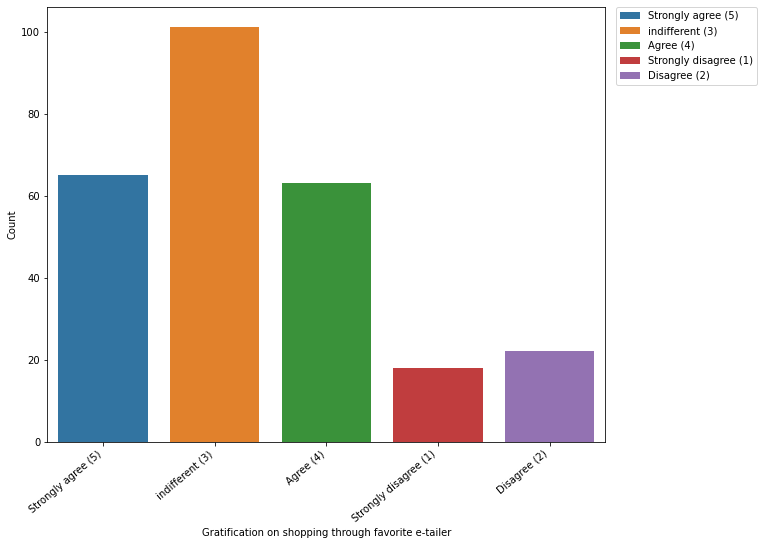 Strongly agree (5)
indifferent (3)
Agree (4)
Strongly disagree (1)
Disagree (2)
100
80
60
40
20
0
Count
Strongly agree (5)
indifferent (3)
Agree (4)
Strongly disagree (1)
Disagree (2)
Gratification on shopping through favorite e-tailer